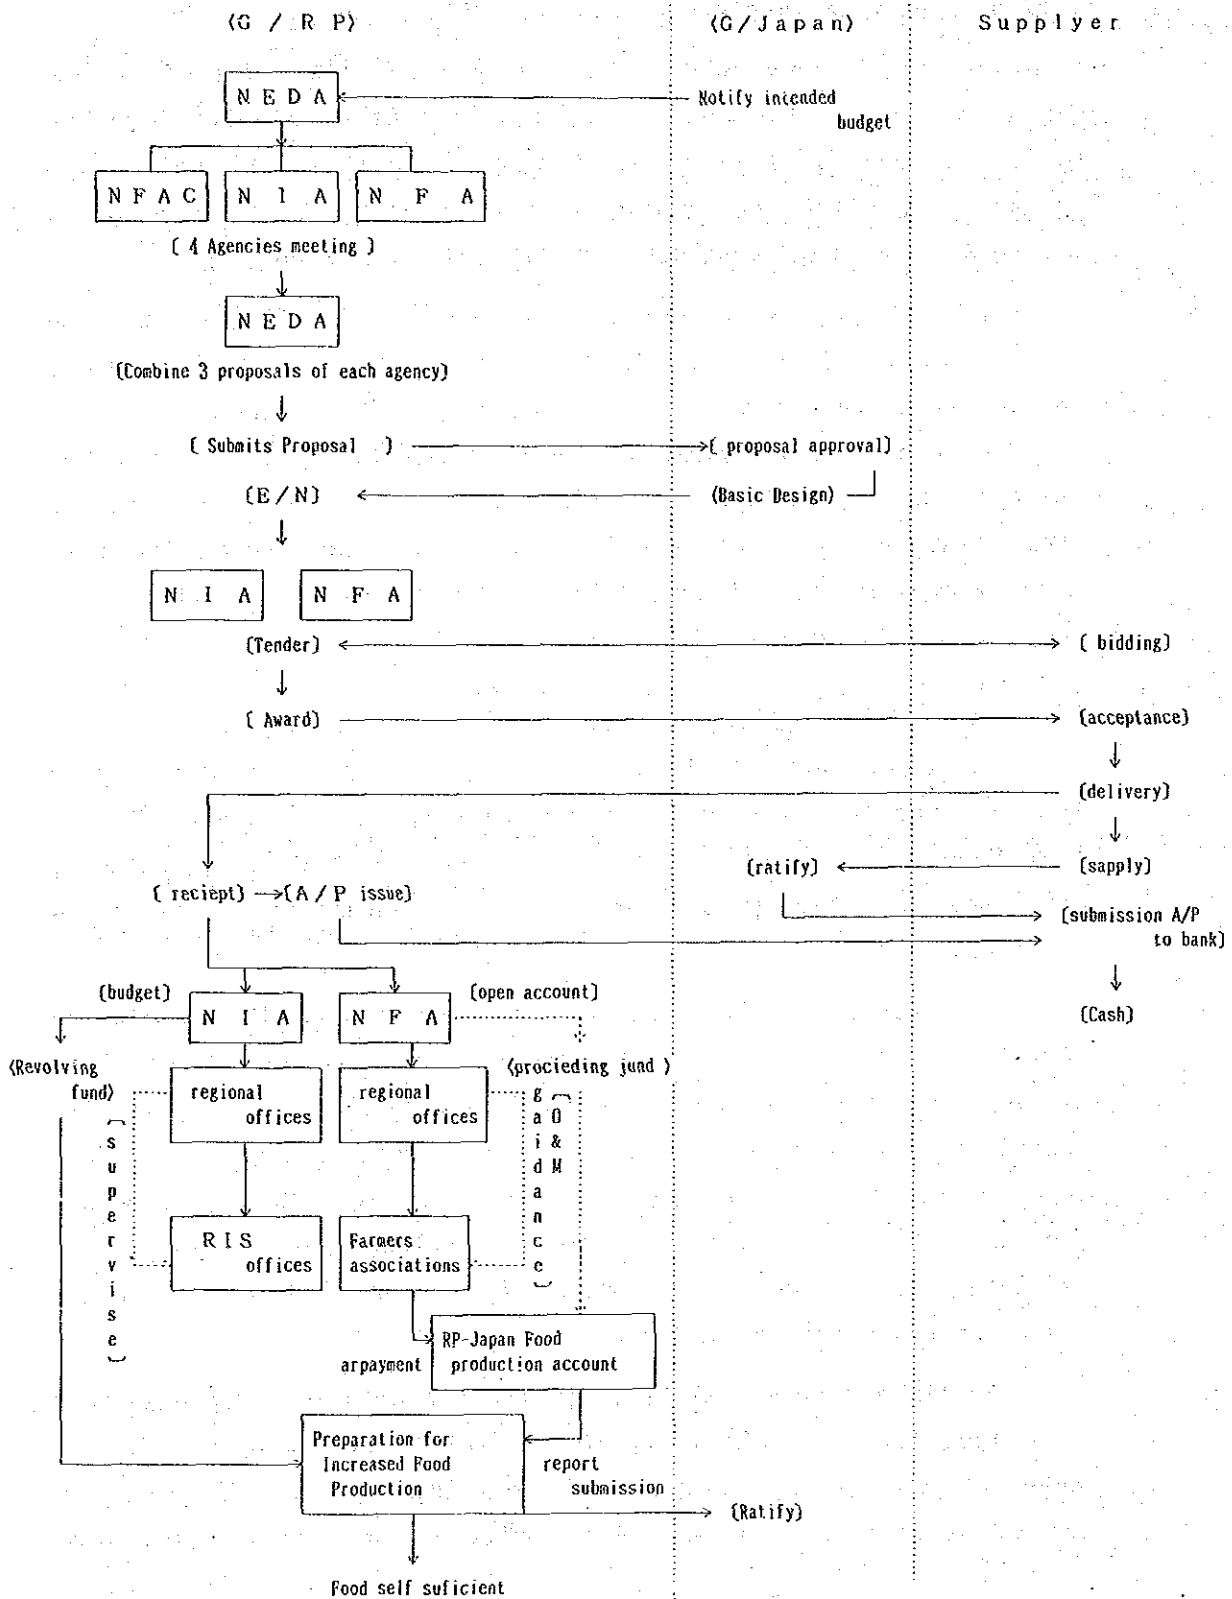 〈G / R P〉
〈G/Japan〉
Supplyer
NEDA
Notify intended
budget
NFAC
NIA
NFA
( 4 Agencies meeting )
NEDA
(Combine 3 proposals of each agency)
( Submits Proposal )
( proposal approval)
(E/N)
(Basic Design)
NIA
NFA
(Tender)
( bidding)
( Award)
(acceptance)
(delivery)
(ratify)
(sapply)
( reciept)
(A/P issue)
(submission A/P
to bank)
(budget)
(open account)
NIA
NFA
(Cash)
〈Revolving
fund〉
〈procieding jund 〉
regional
offices
regional
offices
(supervise)
(gaidance)
O&M
RIS
offices
Farmers
associations
arpayment
RP-Japan Food
production account
Preparation for
Increased Food
Production
report
submission
(Ratify)
Food self suficient